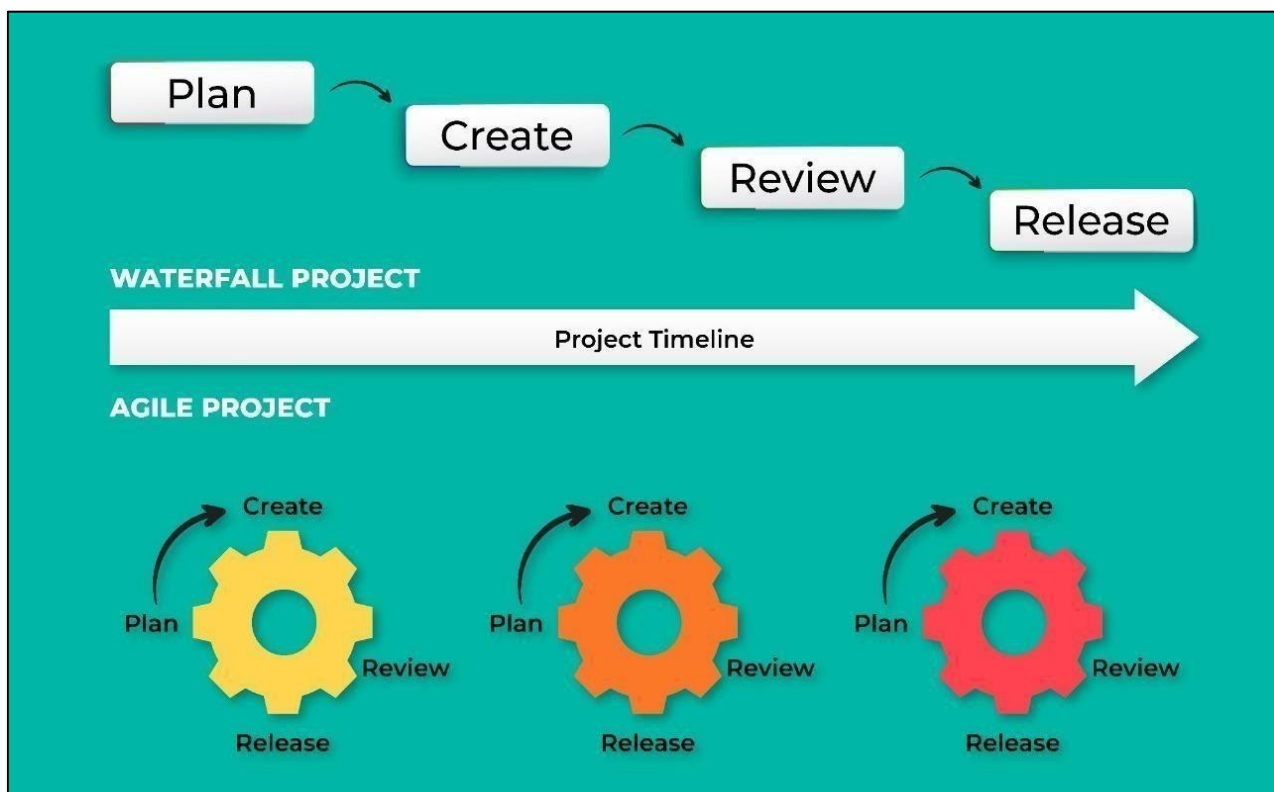 Plan
Create
Review
Release
WATERFALL PROJECT
Project Timeline
AGILE PROJECT
Create
Plan
Review
Release
Create
Plan
Review
Release
Create
Plan
Review
Release